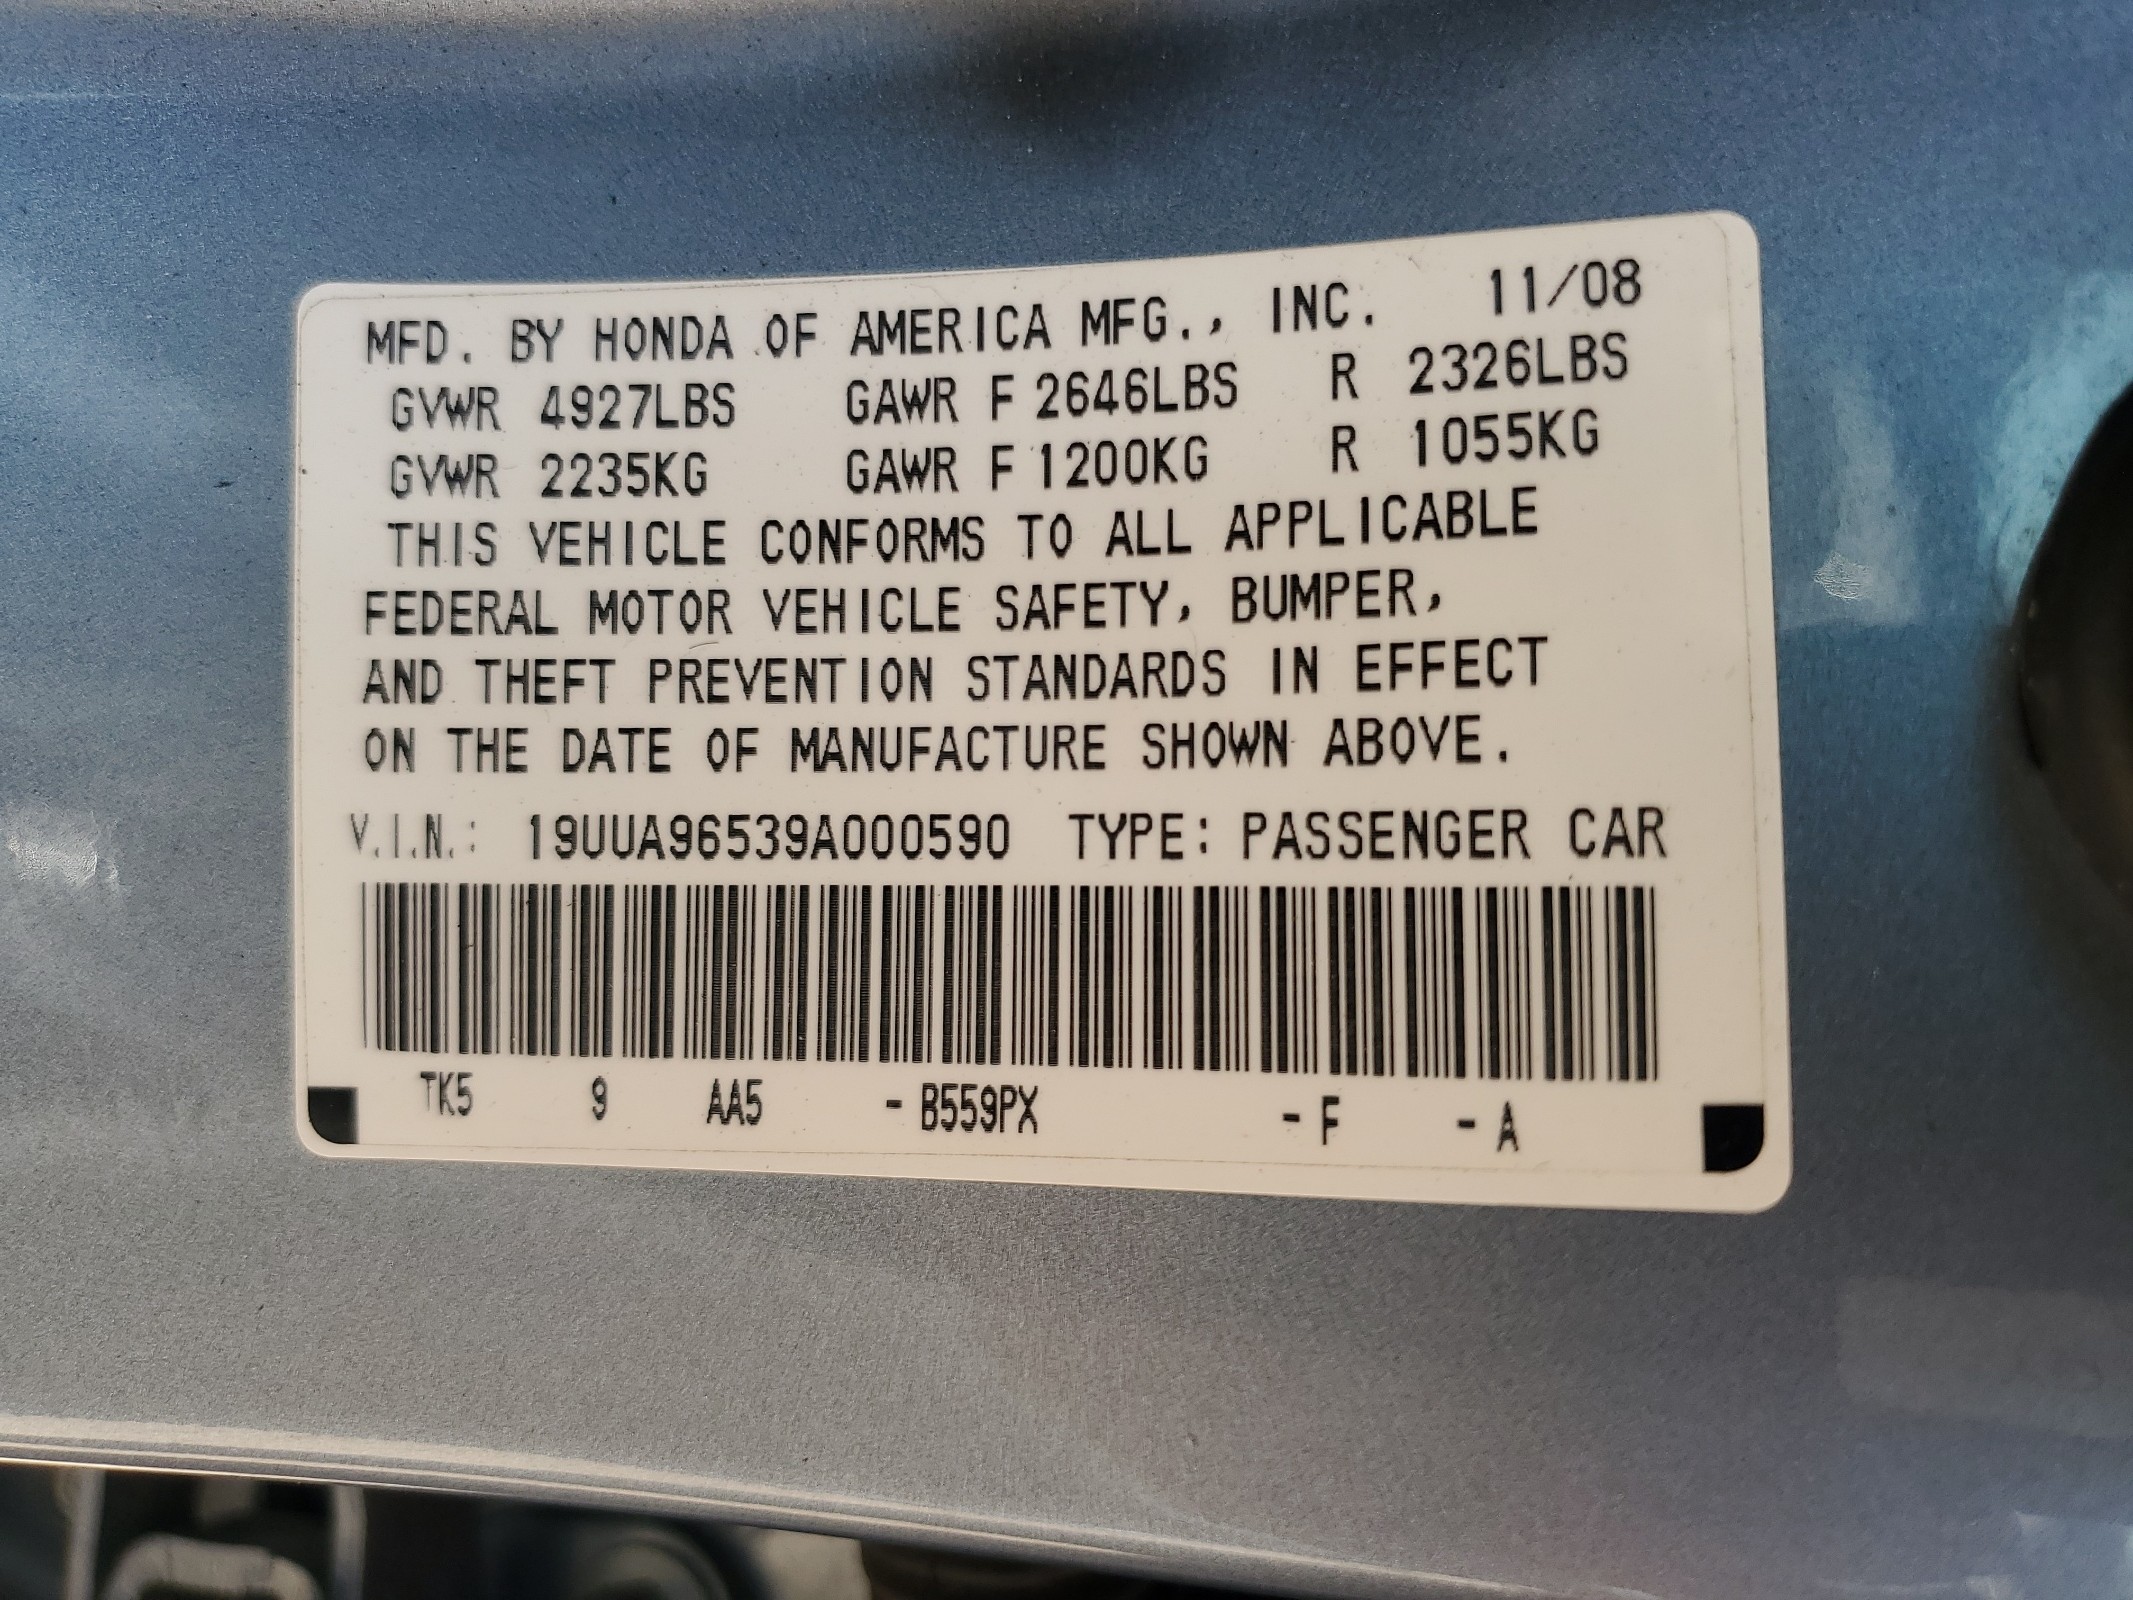 MFD. BY HONDA OF AMERICA MFG., INC. 11/08
GVWR 4927LBS GAWR F 2646LBS R 2326LBS
GVWR 2235KG GAWR F 1200KG R 1055KG
THIS VEHICLE CONFORMS TO ALL APPLICABLE
FEDERAL MOTOR VEHICLE SAFETY, BUMPER,
AND THEFT PREVENTION STANDARDS IN EFFECT
ON THE DATE OF MANUFACTURE SHOWN ABOVE.
V.I.N.: 19UUA96539A000590 TYPE: PASSENGER CAR
TK5 9 AA5 - B559PX - F - A